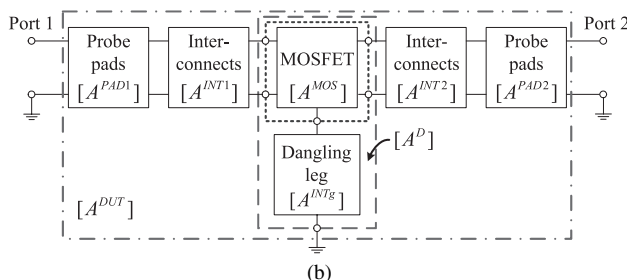 Port 1
Port 2
Probe pads [A^{PAD1}]
Inter-connects [A^{INT1}]
MOSFET [A^{MOS}]
Inter-connects [A^{INT2}]
Probe pads [A^{PAD2}]
Dangling leg [A^{INTg}]
[A^{D}]
[A^{DUT}]
(b)